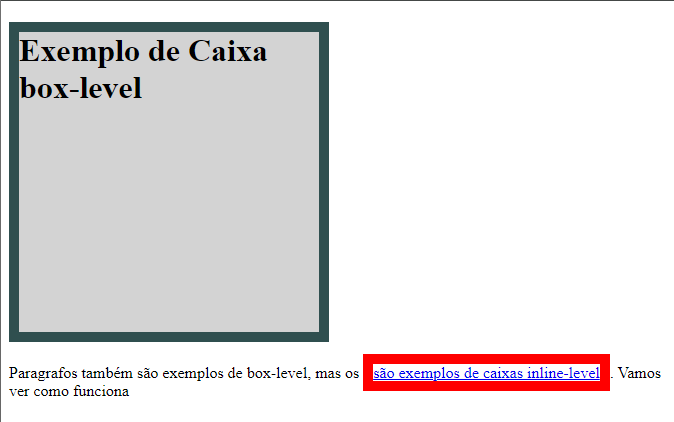 Exemplo de Caixa
box-level
Paragrafos também são exemplos de box-level, mas os são exemplos de caixas inline-level. Vamos
ver como funciona